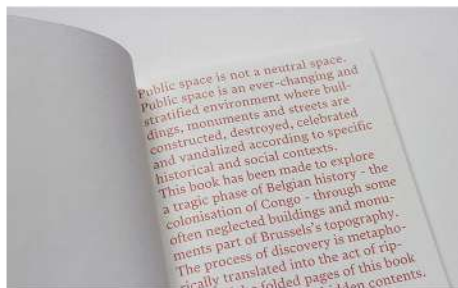 Public space is not a neutral space.
Public space is an ever-changing and
stratified environment where buil-
dings, monuments and streets are
constructed, destroyed, celebrated
and vandalized according to specific
historical and social contexts.
This book has been made to explore
a tragic phase of Belgian history - the
colonisation of Congo - through some
often neglected buildings and monu-
ments part of Brussels's topography.
The process of discovery is metapho-
rically translated into the act of rip-
folded pages of this book
hidden contents.